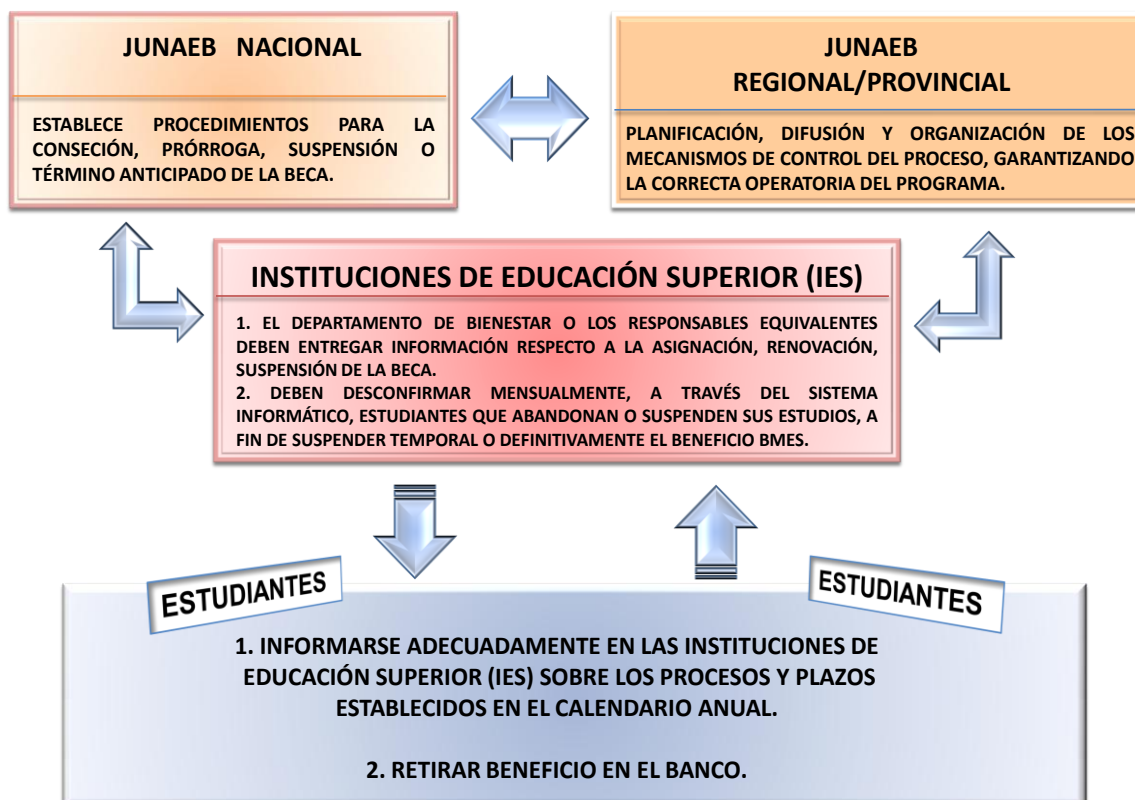 JUNAEB NACIONAL
ESTABLECE PROCEDIMIENTOS PARA LA
CONSECIÓN, PRÓRROGA, SUSPENSIÓN O
TÉRMINO ANTICIPADO DE LA BECA.
JUNAEB
REGIONAL/PROVINCIAL
PLANIFICACIÓN, DIFUSIÓN Y ORGANIZACIÓN DE LOS
MECANISMOS DE CONTROL DEL PROCESO, GARANTIZANDO
LA CORRECTA OPERATORIA DEL PROGRAMA.
INSTITUCIONES DE EDUCACIÓN SUPERIOR (IES)
1. EL DEPARTAMENTO DE BIENESTAR O LOS RESPONSABLES EQUIVALENTES
DEBEN ENTREGAR INFORMACIÓN RESPECTO A LA ASIGNACIÓN, RENOVACIÓN,
SUSPENSIÓN DE LA BECA.
2. DEBEN DESCONFIRMAR MENSUALMENTE, A TRAVÉS DEL SISTEMA
INFORMÁTICO, ESTUDIANTES QUE ABANDONAN O SUSPENDEN SUS ESTUDIOS, A
FIN DE SUSPENDER TEMPORAL O DEFINITIVAMENTE EL BENEFICIO BMES.
ESTUDIANTES
ESTUDIANTES
1. INFORMARSE ADECUADAMENTE EN LAS INSTITUCIONES DE
EDUCACIÓN SUPERIOR (IES) SOBRE LOS PROCESOS Y PLAZOS
ESTABLECIDOS EN EL CALENDARIO ANUAL.
2. RETIRAR BENEFICIO EN EL BANCO.